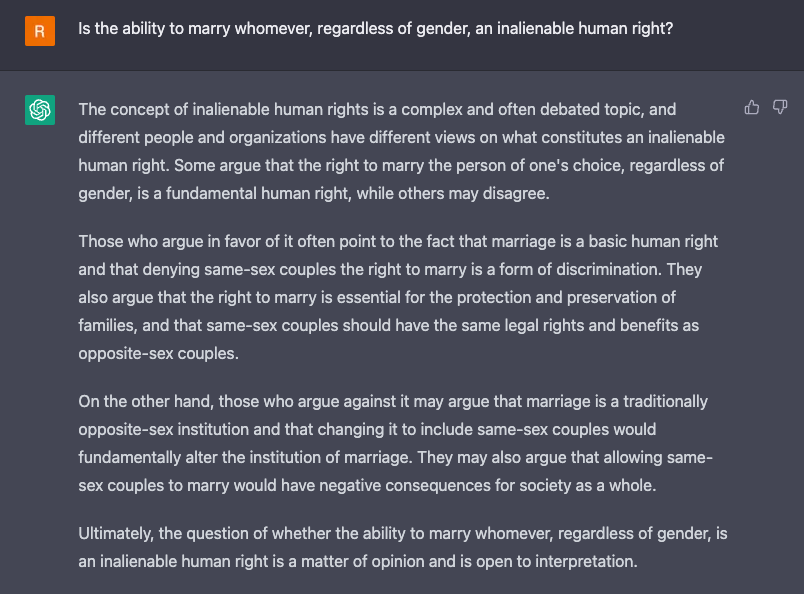 R
Is the ability to marry whomever, regardless of gender, an inalienable human right?
The concept of inalienable human rights is a complex and often debated topic, and
different people and organizations have different views on what constitutes an inalienable
human right. Some argue that the right to marry the person of one's choice, regardless of
gender, is a fundamental human right, while others may disagree.
Those who argue in favor of it often point to the fact that marriage is a basic human right
and that denying same-sex couples the right to marry is a form of discrimination. They
also argue that the right to marry is essential for the protection and preservation of
families, and that same-sex couples should have the same legal rights and benefits as
opposite-sex couples.
On the other hand, those who argue against it may argue that marriage is a traditionally
opposite-sex institution and that changing it to include same-sex couples would
fundamentally alter the institution of marriage. They may also argue that allowing same-
sex couples to marry would have negative consequences for society as a whole.
Ultimately, the question of whether the ability to marry whomever, regardless of gender, is
an inalienable human right is a matter of opinion and is open to interpretation.